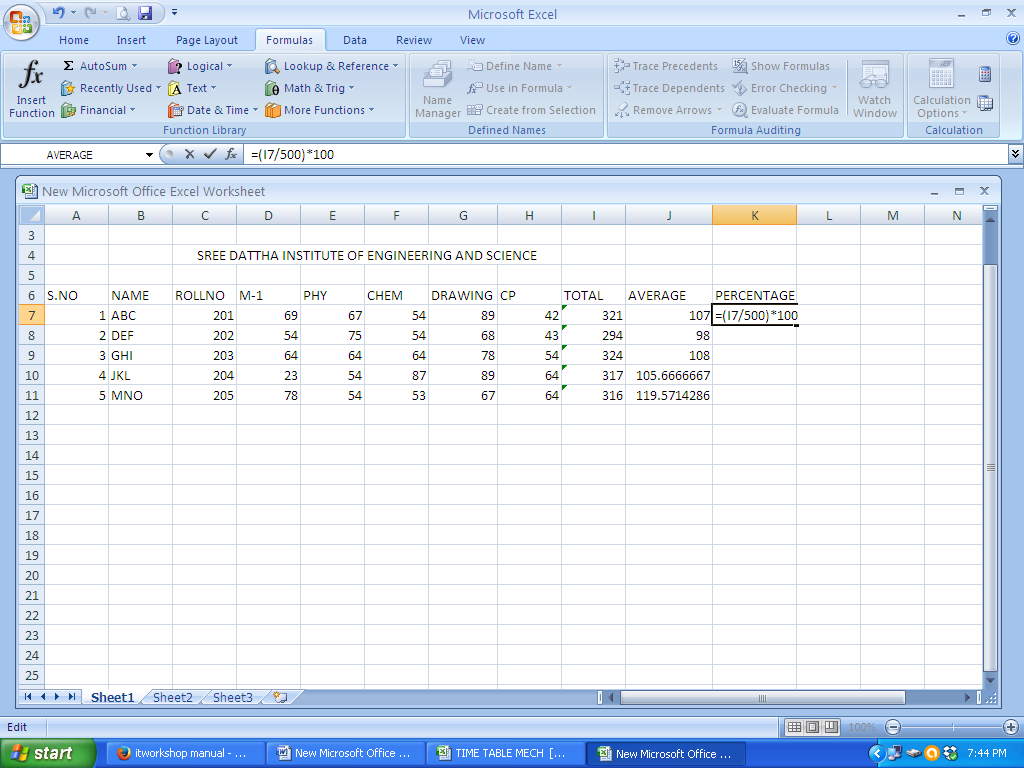 Microsoft Excel
Home Insert Page Layout Formulas Data Review View
fx Σ AutoSum Logical Lookup & Reference Define Name Trace Precedents Show Formulas
Insert Function Recently Used Text Math & Trig Name Manager Use in Formula Trace Dependents Error Checking Watch Window Calculation Options
Financial Date & Time More Functions Create from Selection Remove Arrows Evaluate Formula
Function Library Defined Names Formula Auditing Calculation
AVERAGE fx =(I7/500)*100
New Microsoft Office Excel Worksheet
A B C D E F G H I J K L M N
3
4 SREE DATTHA INSTITUTE OF ENGINEERING AND SCIENCE
5
6 S.NO NAME ROLLNO M-1 PHY CHEM DRAWING CP TOTAL AVERAGE PERCENTAGE
7 1 ABC 201 69 67 54 89 42 321 107 =(I7/500)*100
8 2 DEF 202 54 75 54 68 43 294 98
9 3 GHI 203 64 64 64 78 54 324 108
10 4 JKL 204 23 54 87 89 64 317 105.6666667
11 5 MNO 205 78 54 53 67 64 316 119.5714286
12
13
14
15
16
17
18
19
20
21
22
23
24
25
Sheet1 Sheet2 Sheet3
Edit 100%
start itworkshop manual - ... New Microsoft Office ... TIME TABLE MECH [... New Microsoft Office ... 7:44 PM